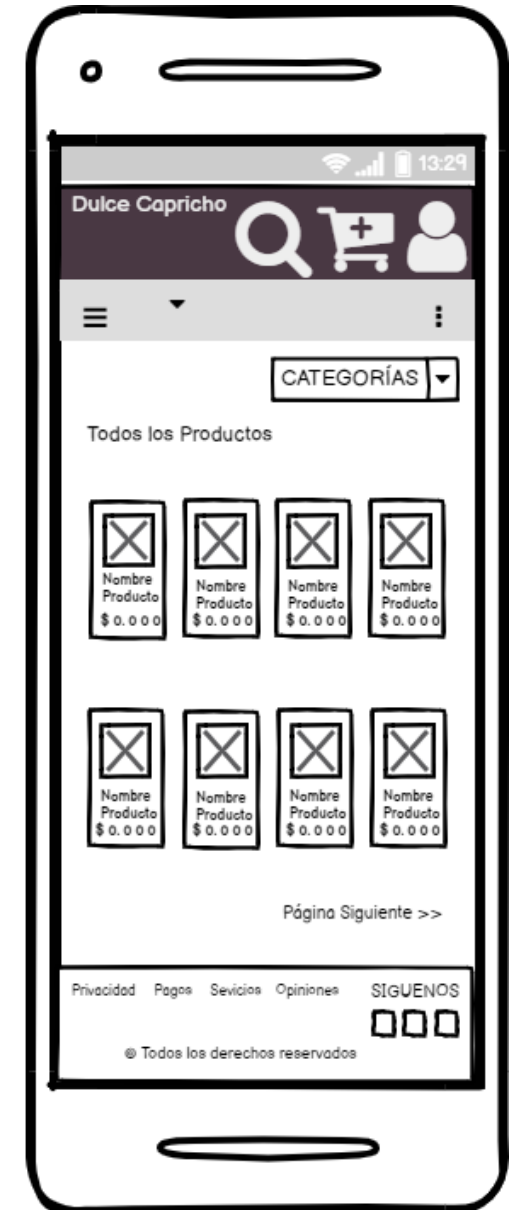 13:29
Dulce Capricho
CATEGORÍAS
Todos los Productos
Nombre
Producto
$ 0.000
Nombre
Producto
$ 0.000
Nombre
Producto
$ 0.000
Nombre
Producto
$ 0.000
Nombre
Producto
$ 0.000
Nombre
Producto
$ 0.000
Nombre
Producto
$ 0.000
Nombre
Producto
$ 0.000
Página Siguiente >>
Privacidad Pagos Sevicios Opiniones SIGUENOS
© Todos los derechos reservados